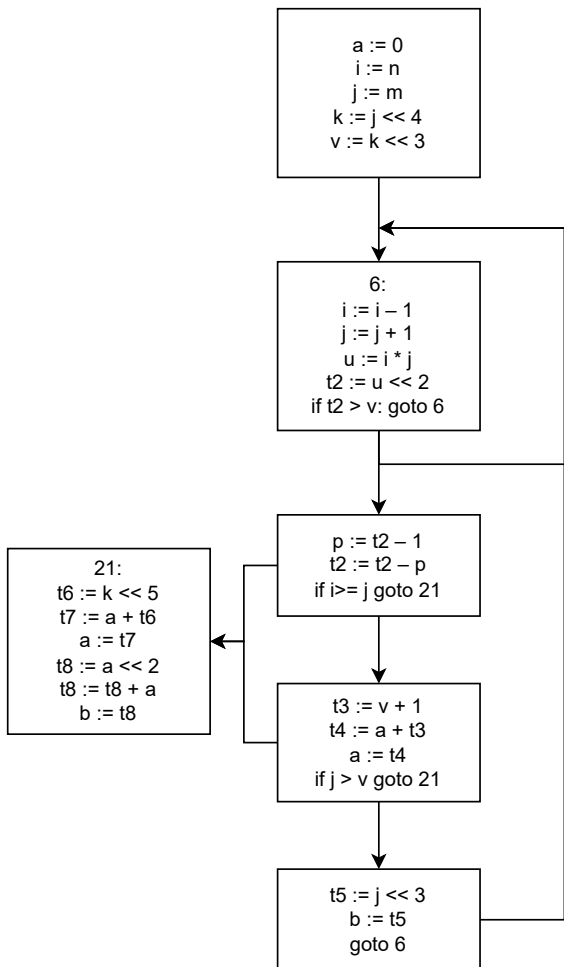 a := 0
i := n
j := m
k := j << 4
v := k << 3
6:
i := i – 1
j := j + 1
u := i * j
t2 := u << 2
if t2 > v: goto 6
p := t2 – 1
t2 := t2 – p
if i>= j goto 21
21:
t6 := k << 5
t7 := a + t6
a := t7
t8 := a << 2
t8 := t8 + a
b := t8
t3 := v + 1
t4 := a + t3
a := t4
if j > v goto 21
t5 := j << 3
b := t5
goto 6